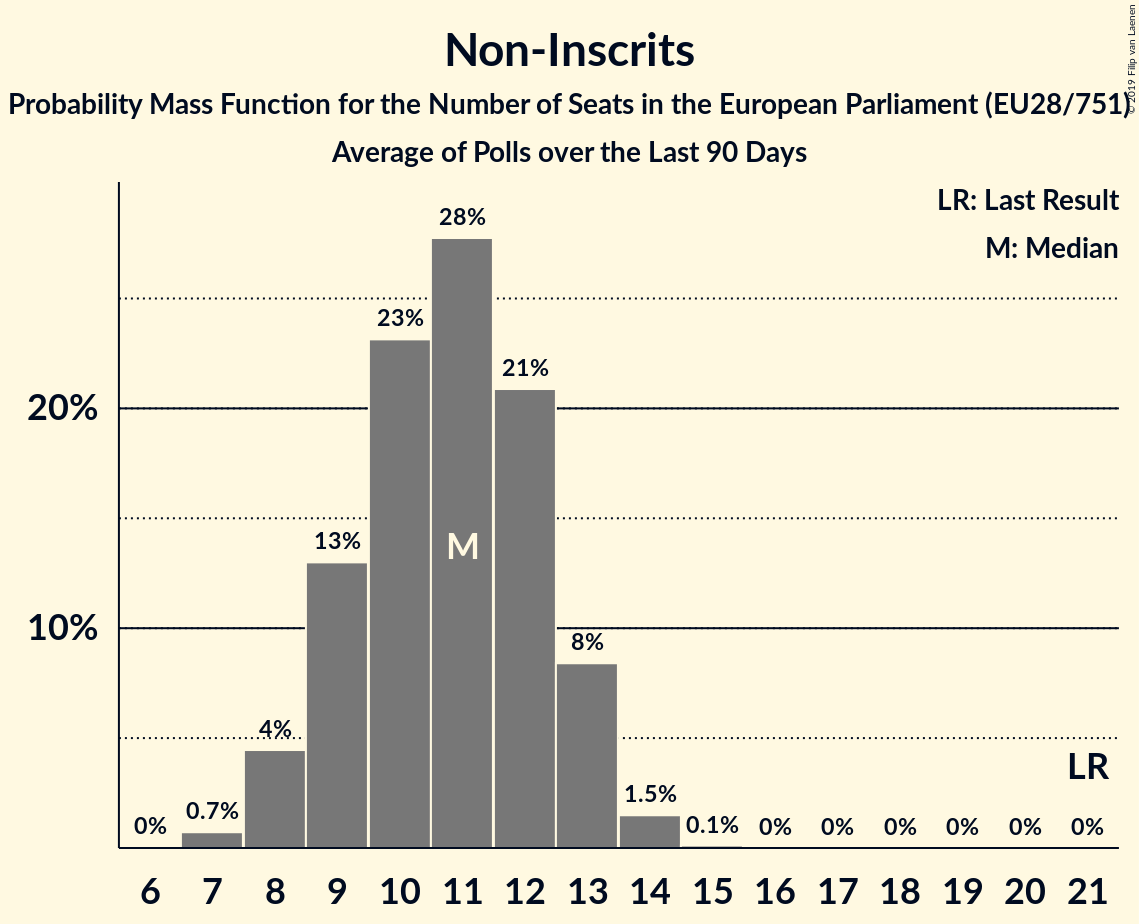 Non-Inscrits
Probability Mass Function for the Number of Seats in the European Parliament (EU28/751)
Average of Polls over the Last 90 Days
© 2019 Filip van Laenen
LR: Last Result
M: Median
28%
23%
21%
20%
13%
M
10%
8%
4%
LR
1.5%
0.7%
0%
0.1%
0%
0%
0%
0%
0%
0%
6 7 8 9 10 11 12 13 14 15 16 17 18 19 20 21